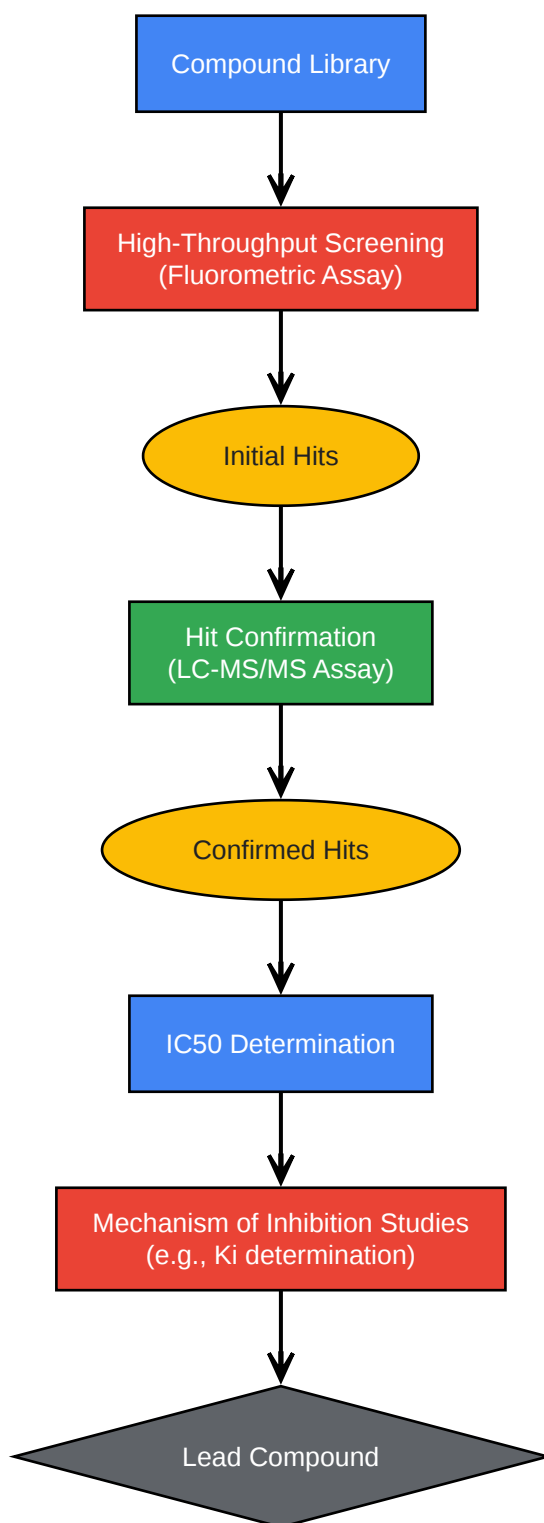 Compound Library
High-Throughput Screening
(Fluorometric Assay)
Initial Hits
Hit Confirmation
(LC-MS/MS Assay)
Confirmed Hits
IC50 Determination
Mechanism of Inhibition Studies
(e.g., Ki determination)
Lead Compound